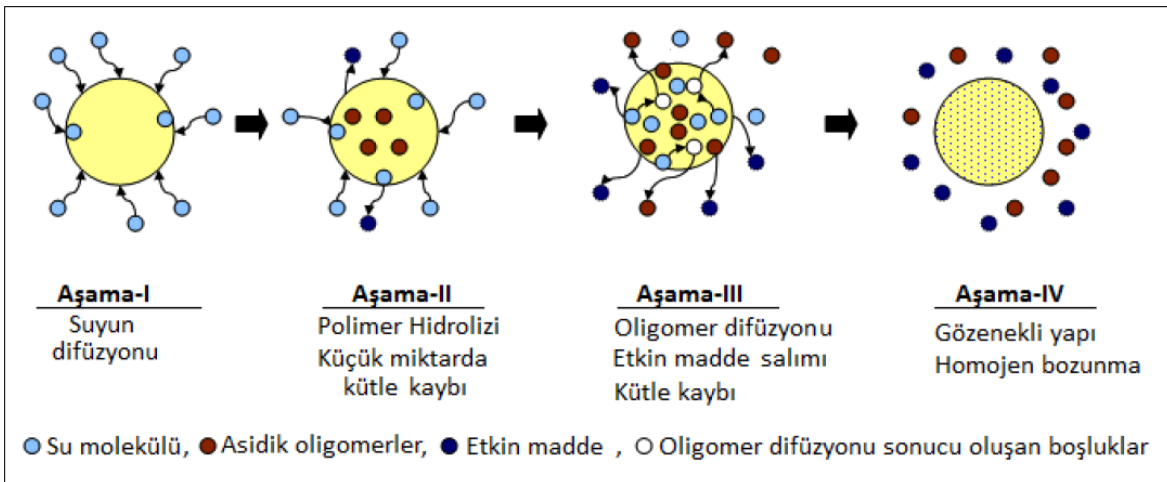 Aşama-I
Suyun
difüzyonu
Aşama-II
Polimer Hidrolizi
Küçük miktarda
kütle kaybı
Aşama-III
Oligomer difüzyonu
Etkin madde salımı
Kütle kaybı
Aşama-IV
Gözenekli yapı
Homojen bozunma
Su molekülü, Asidik oligomerler, Etkin madde , Oligomer difüzyonu sonucu oluşan boşluklar